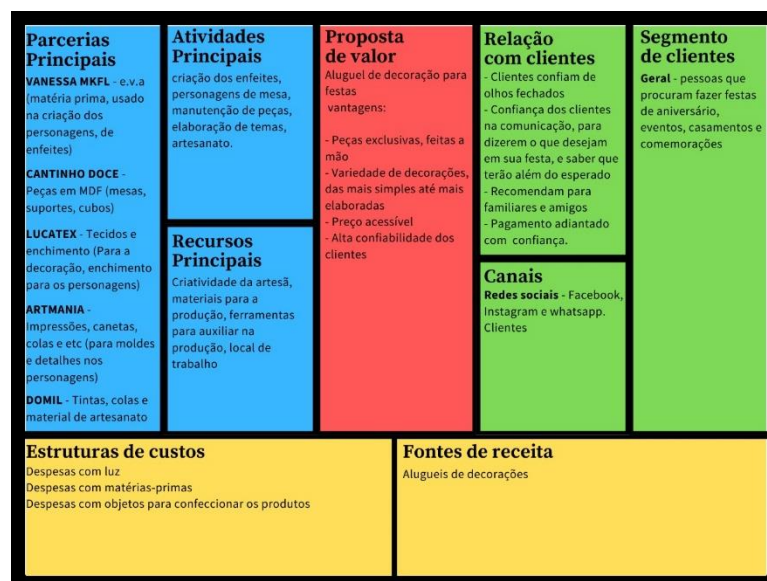 Parcerias
Principais
VANESSA MKFL - e.v.a
(matéria prima, usado
na criação dos
personagens, de
enfeites)
CANTINHO DOCE -
Peças em MDF (mesas,
suportes, cubos)
LUCATEX - Tecidos e
enchimento (Para a
decoração, enchimento
para os personagens)
ARTMANIA -
Impressões, canetas,
colas e etc (para moldes
e detalhes nos
personagens)
DOMIL - Tintas, colas e
material de artesanato
Atividades
Principais
criação dos enfeites,
personagens de mesa,
manutenção de peças,
elaboração de temas,
artesanato.
Recursos
Principais
Criatividade da artesã,
materiais para a
produção, ferramentas
para auxiliar na
produção, local de
trabalho
Proposta
de valor
Aluguel de decoração para
festas
vantagens:
- Peças exclusivas, feitas a
mão
- Variedade de decorações,
das mais simples até mais
elaboradas
- Preço acessível
- Alta confiabilidade dos
clientes
Relação
com clientes
- Clientes confiam de
olhos fechados
- Confiança dos clientes
na comunicação, para
dizerem o que desejam
em sua festa, e saber que
terão além do esperado
- Recomendam para
familiares e amigos
- Pagamento adiantado
com confiança.
Canais
Redes sociais - Facebook,
Instagram e whatsapp.
Clientes
Segmento
de clientes
Geral - pessoas que
procuram fazer festas
de aniversário,
eventos, casamentos e
comemorações
Estruturas de custos
Despesas com luz
Despesas com matérias-primas
Despesas com objetos para confeccionar os produtos
Fontes de receita
Alugueis de decorações